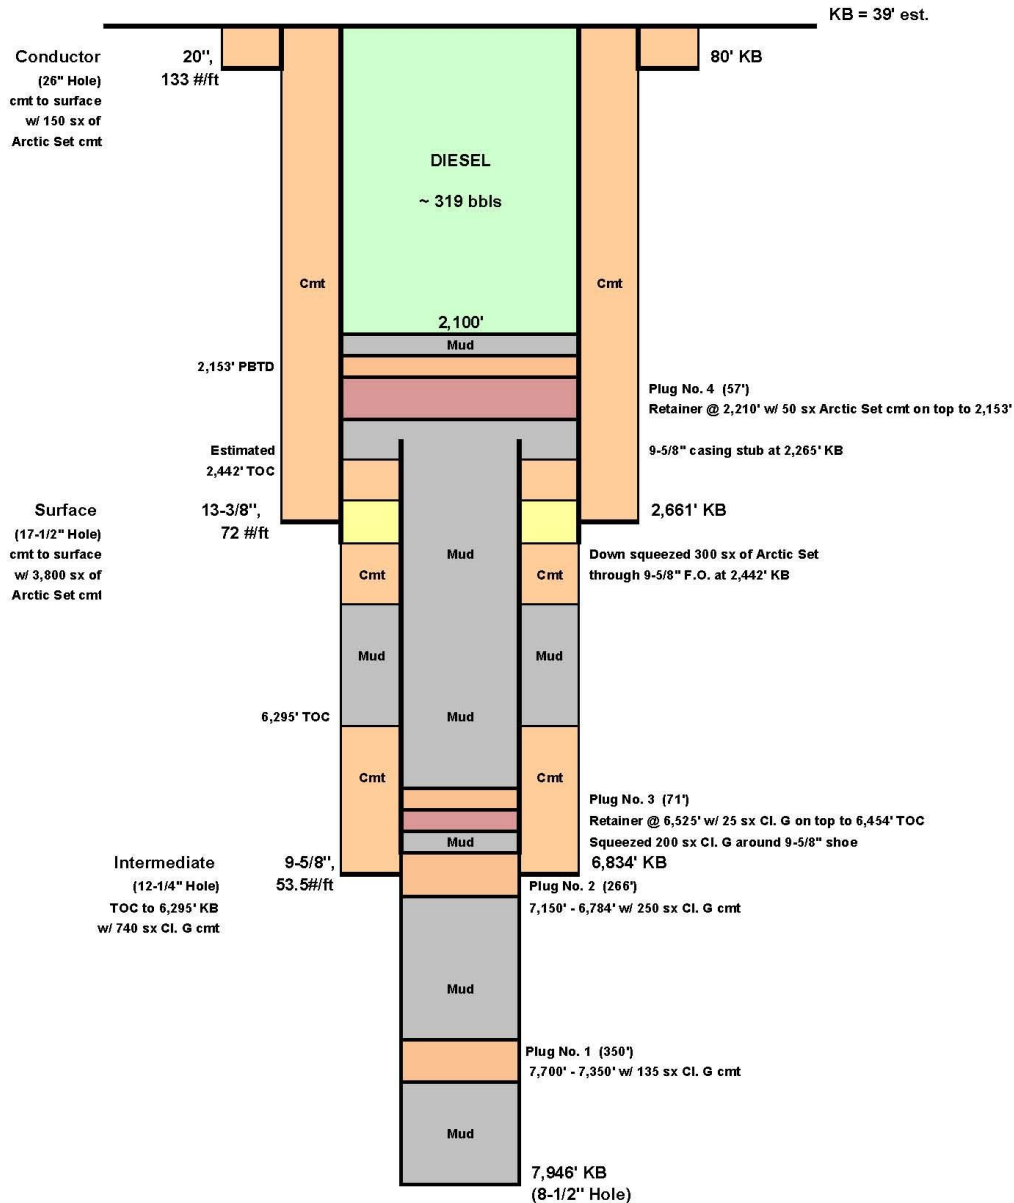 KB = 39' est.
Conductor
(26" Hole)
cmt to surface
w/ 150 sx of
Arctic Set cmt
20",
133 #/ft
80' KB
DIESEL
~ 319 bbls
Cmt
Cmt
2,100'
Mud
2,153' PBTD
Plug No. 4 (57')
Retainer @ 2,210' w/ 50 sx Arctic Set cmt on top to 2,153'
Estimated
2,442' TOC
9-5/8" casing stub at 2,265' KB
Surface
(17-1/2" Hole)
cmt to surface
w/ 3,800 sx of
Arctic Set cmt
13-3/8",
72 #/ft
2,661' KB
Mud
Down squeezed 300 sx of Arctic Set
through 9-5/8" F.O. at 2,442' KB
Cmt
Cmt
Mud
Mud
6,295' TOC
Mud
Cmt
Cmt
Plug No. 3 (71')
Retainer @ 6,525' w/ 25 sx Cl. G on top to 6,454' TOC
Squeezed 200 sx Cl. G around 9-5/8" shoe
Intermediate
(12-1/4" Hole)
TOC to 6,295' KB
w/ 740 sx Cl. G cmt
9-5/8",
53.5#/ft
6,834' KB
Plug No. 2 (266')
7,150' - 6,784' w/ 250 sx Cl. G cmt
Mud
Plug No. 1 (350')
7,700' - 7,350' w/ 135 sx Cl. G cmt
Mud
7,946' KB
(8-1/2" Hole)